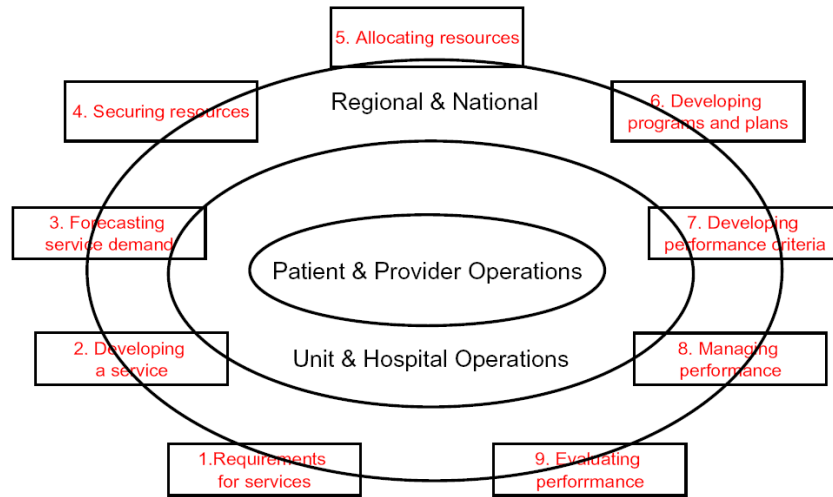 5. Allocating resources
Regional & National
4. Securing resources
6. Developing
programs and plans
3. Forecasting
service demand
7. Developing
performance criteria
Patient & Provider Operations
2. Developing
a service
Unit & Hospital Operations
8. Managing
performance
1.Requirements
for services
9. Evaluating
perforrmance